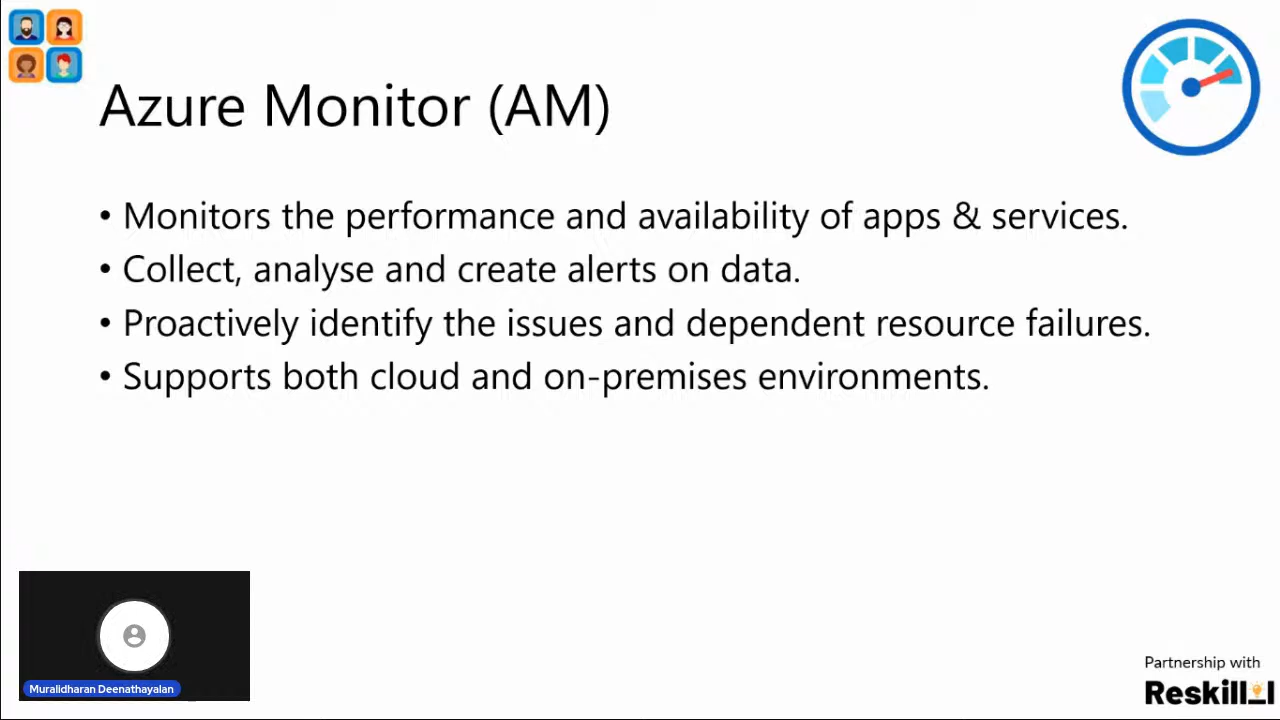 Azure Monitor (AM)
• Monitors the performance and availability of apps & services.
• Collect, analyse and create alerts on data.
• Proactively identify the issues and dependent resource failures.
• Supports both cloud and on-premises environments.
Muralidharan Deenathayalan
Partnership with